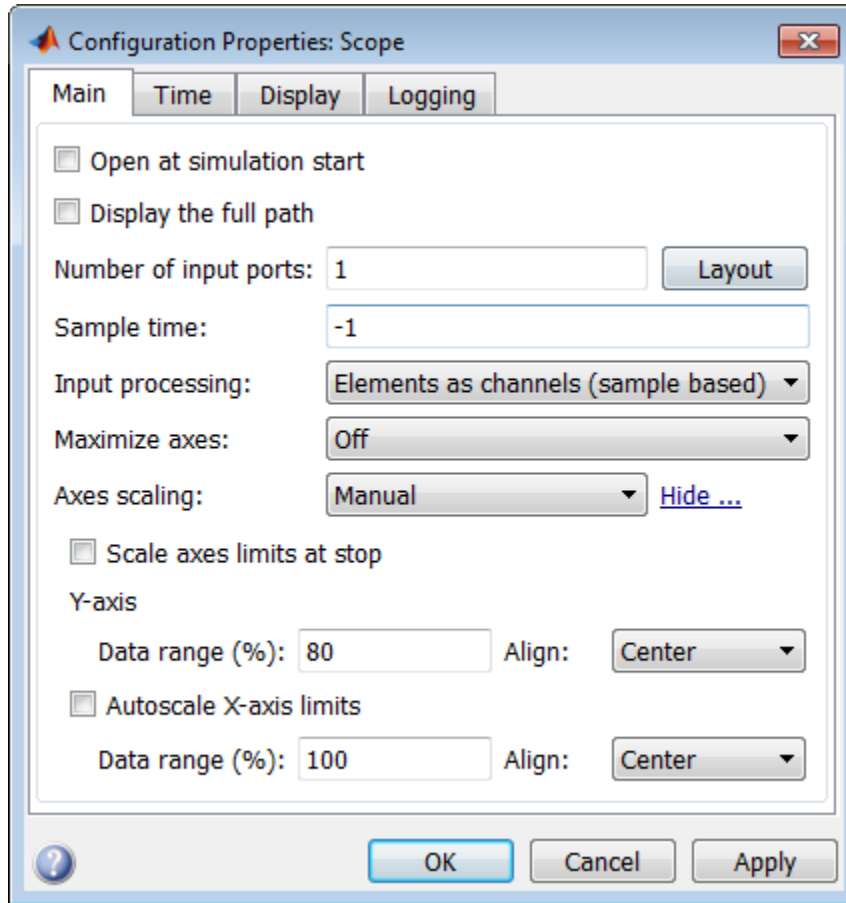 Configuration Properties: Scope
Main Time Display Logging
Open at simulation start
Display the full path
Number of input ports: 1 Layout
Sample time: -1
Input processing: Elements as channels (sample based)
Maximize axes: Off
Axes scaling: Manual Hide ...
Scale axes limits at stop
Y-axis
Data range (%): 80 Align: Center
Autoscale X-axis limits
Data range (%): 100 Align: Center
? OK Cancel Apply